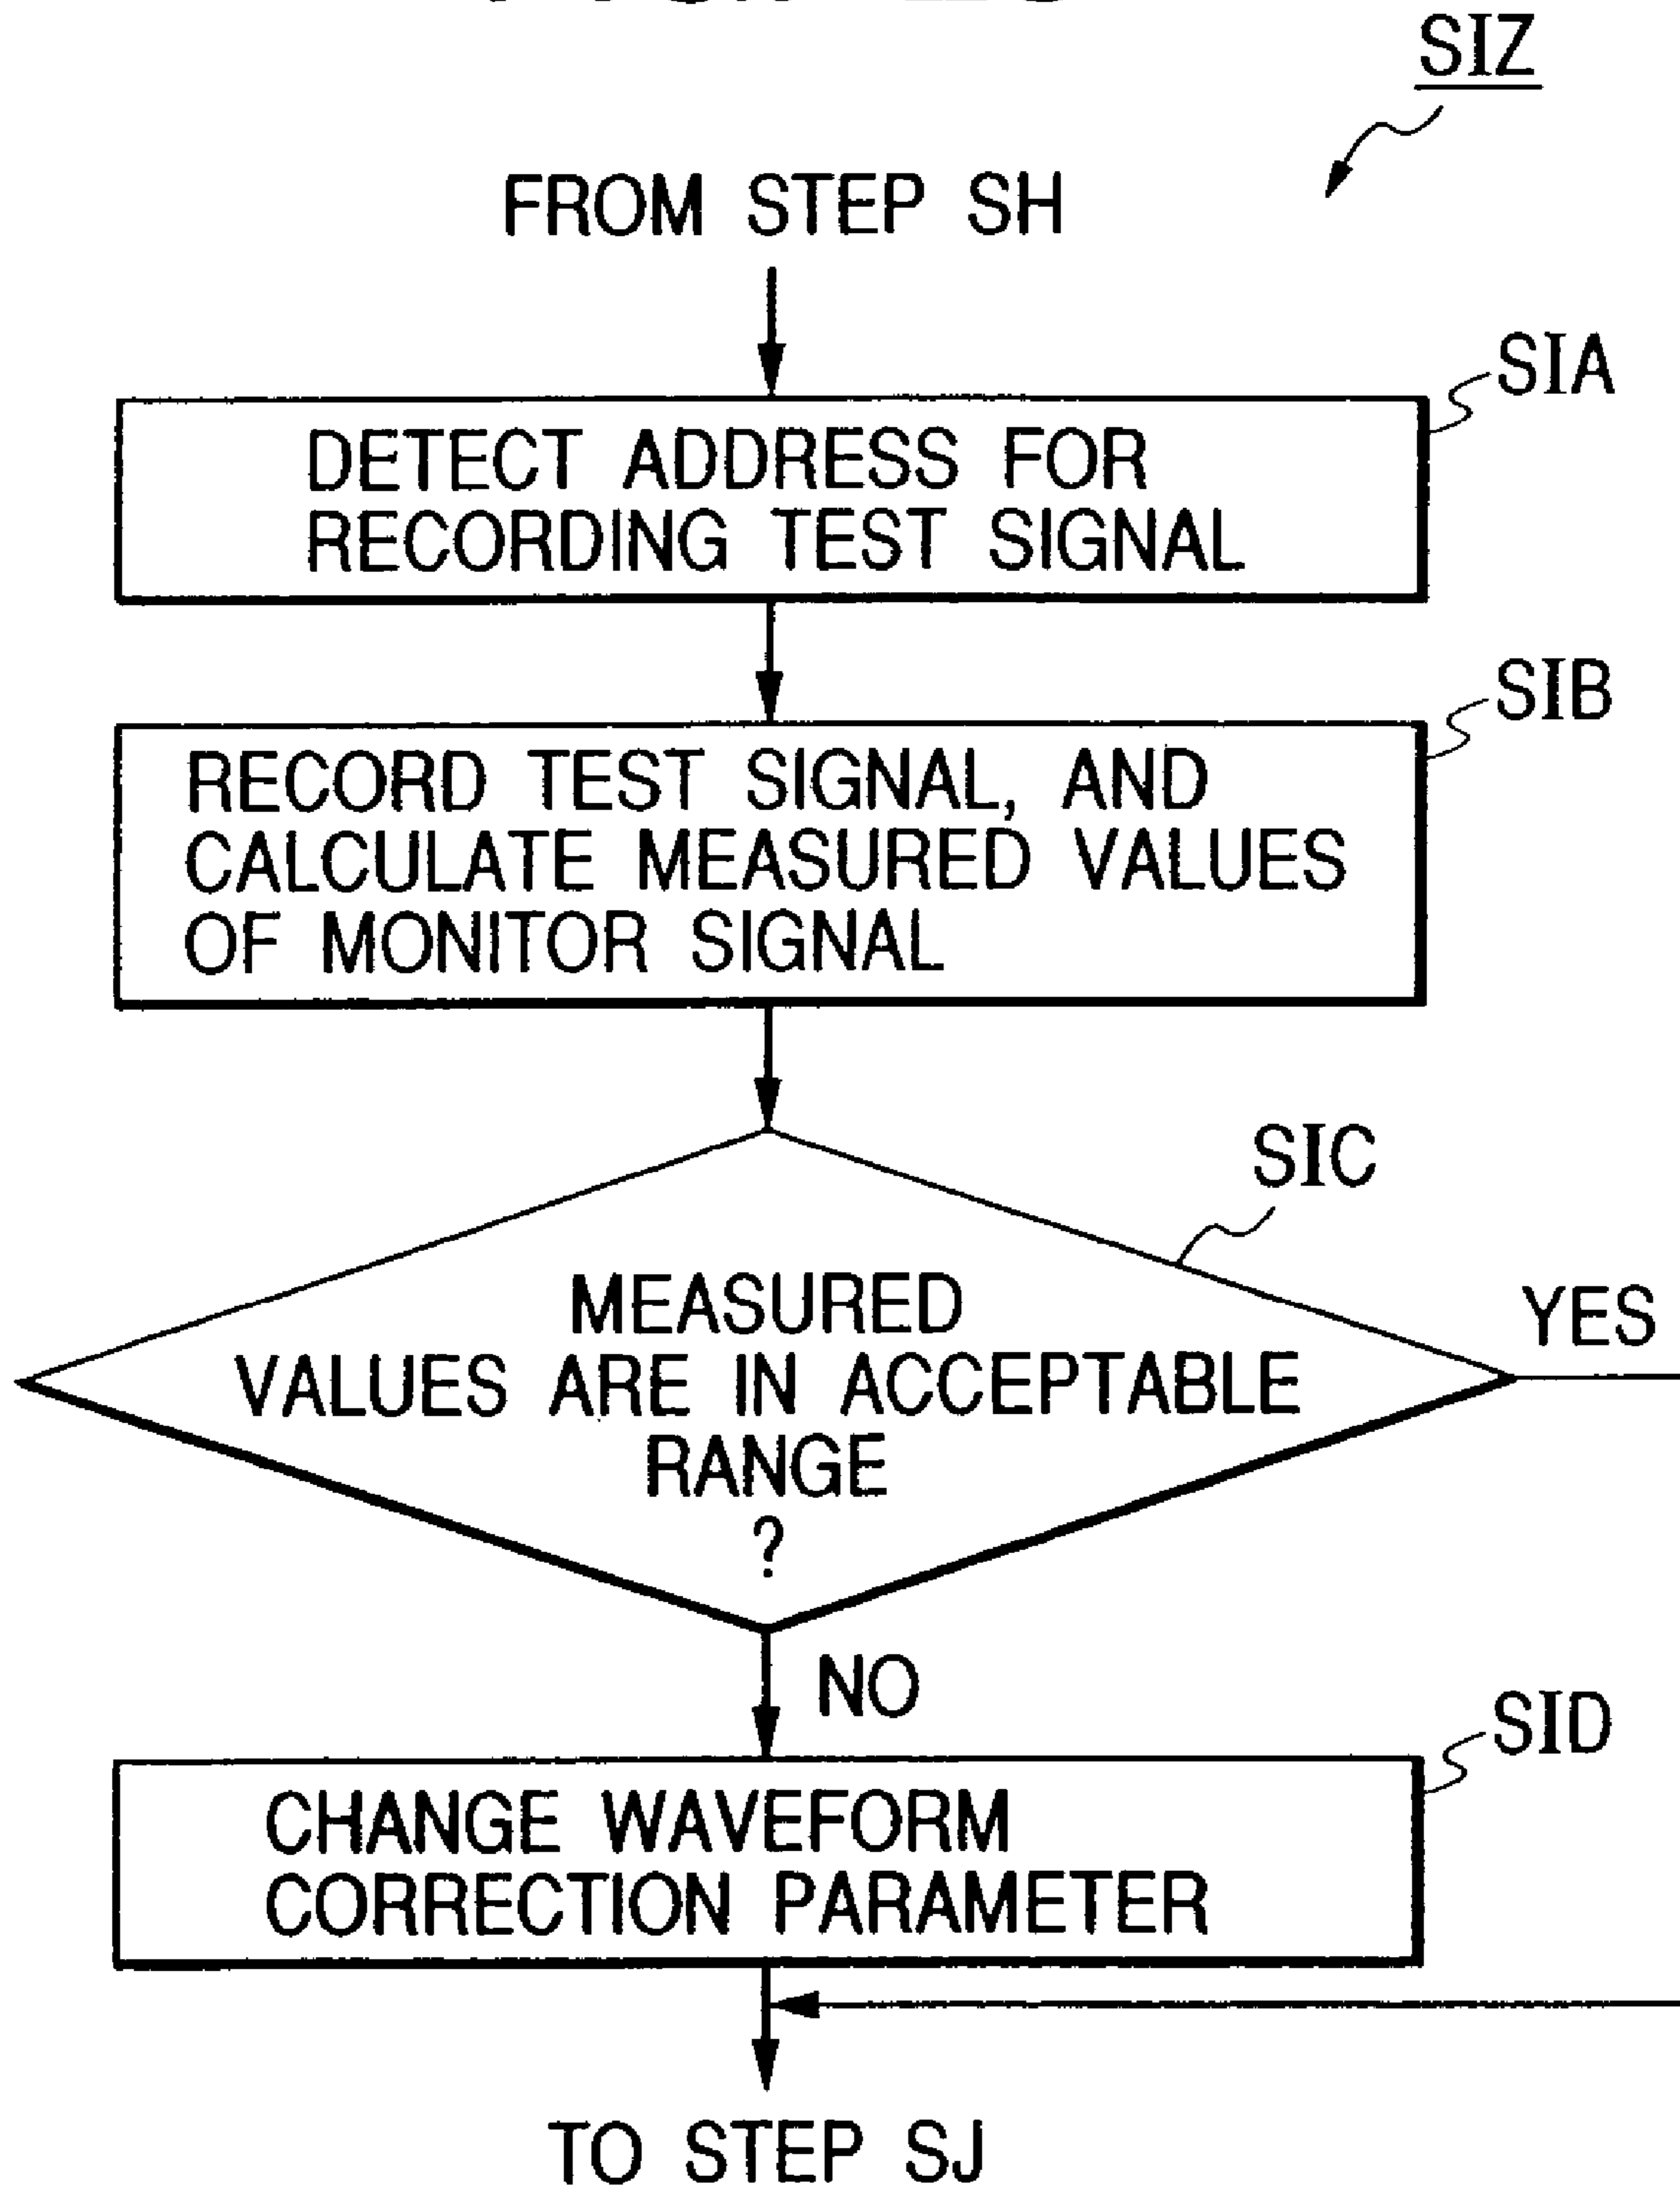 SIZ
FROM STEP SH
SIA
DETECT ADDRESS FOR
RECORDING TEST SIGNAL
SIB
RECORD TEST SIGNAL, AND
CALCULATE MEASURED VALUES
OF MONITOR SIGNAL
SIC
MEASURED
VALUES ARE IN ACCEPTABLE
RANGE
?
YES
NO
SID
CHANGE WAVEFORM
CORRECTION PARAMETER
TO STEP SJ